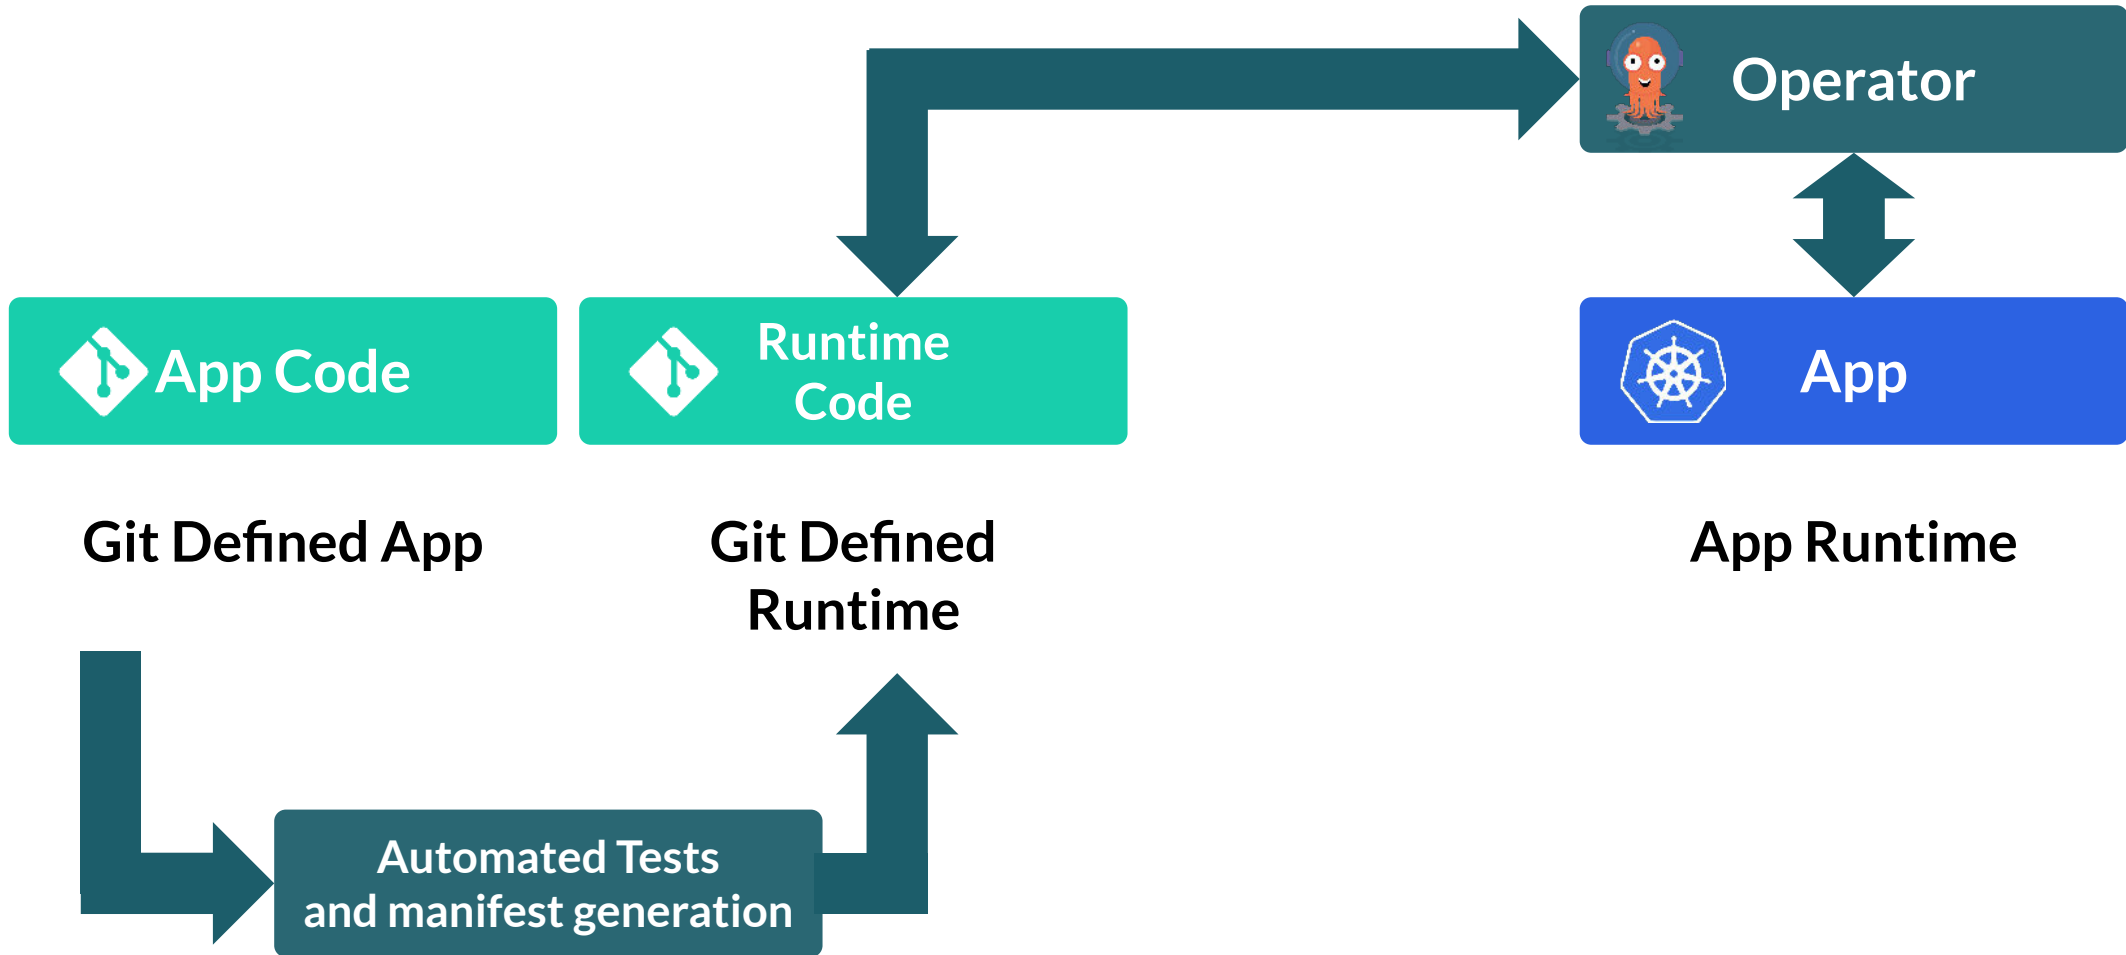 Operator
App Code
Runtime
Code
App
Git Defined App
Git Defined
Runtime
App Runtime
Automated Tests
and manifest generation